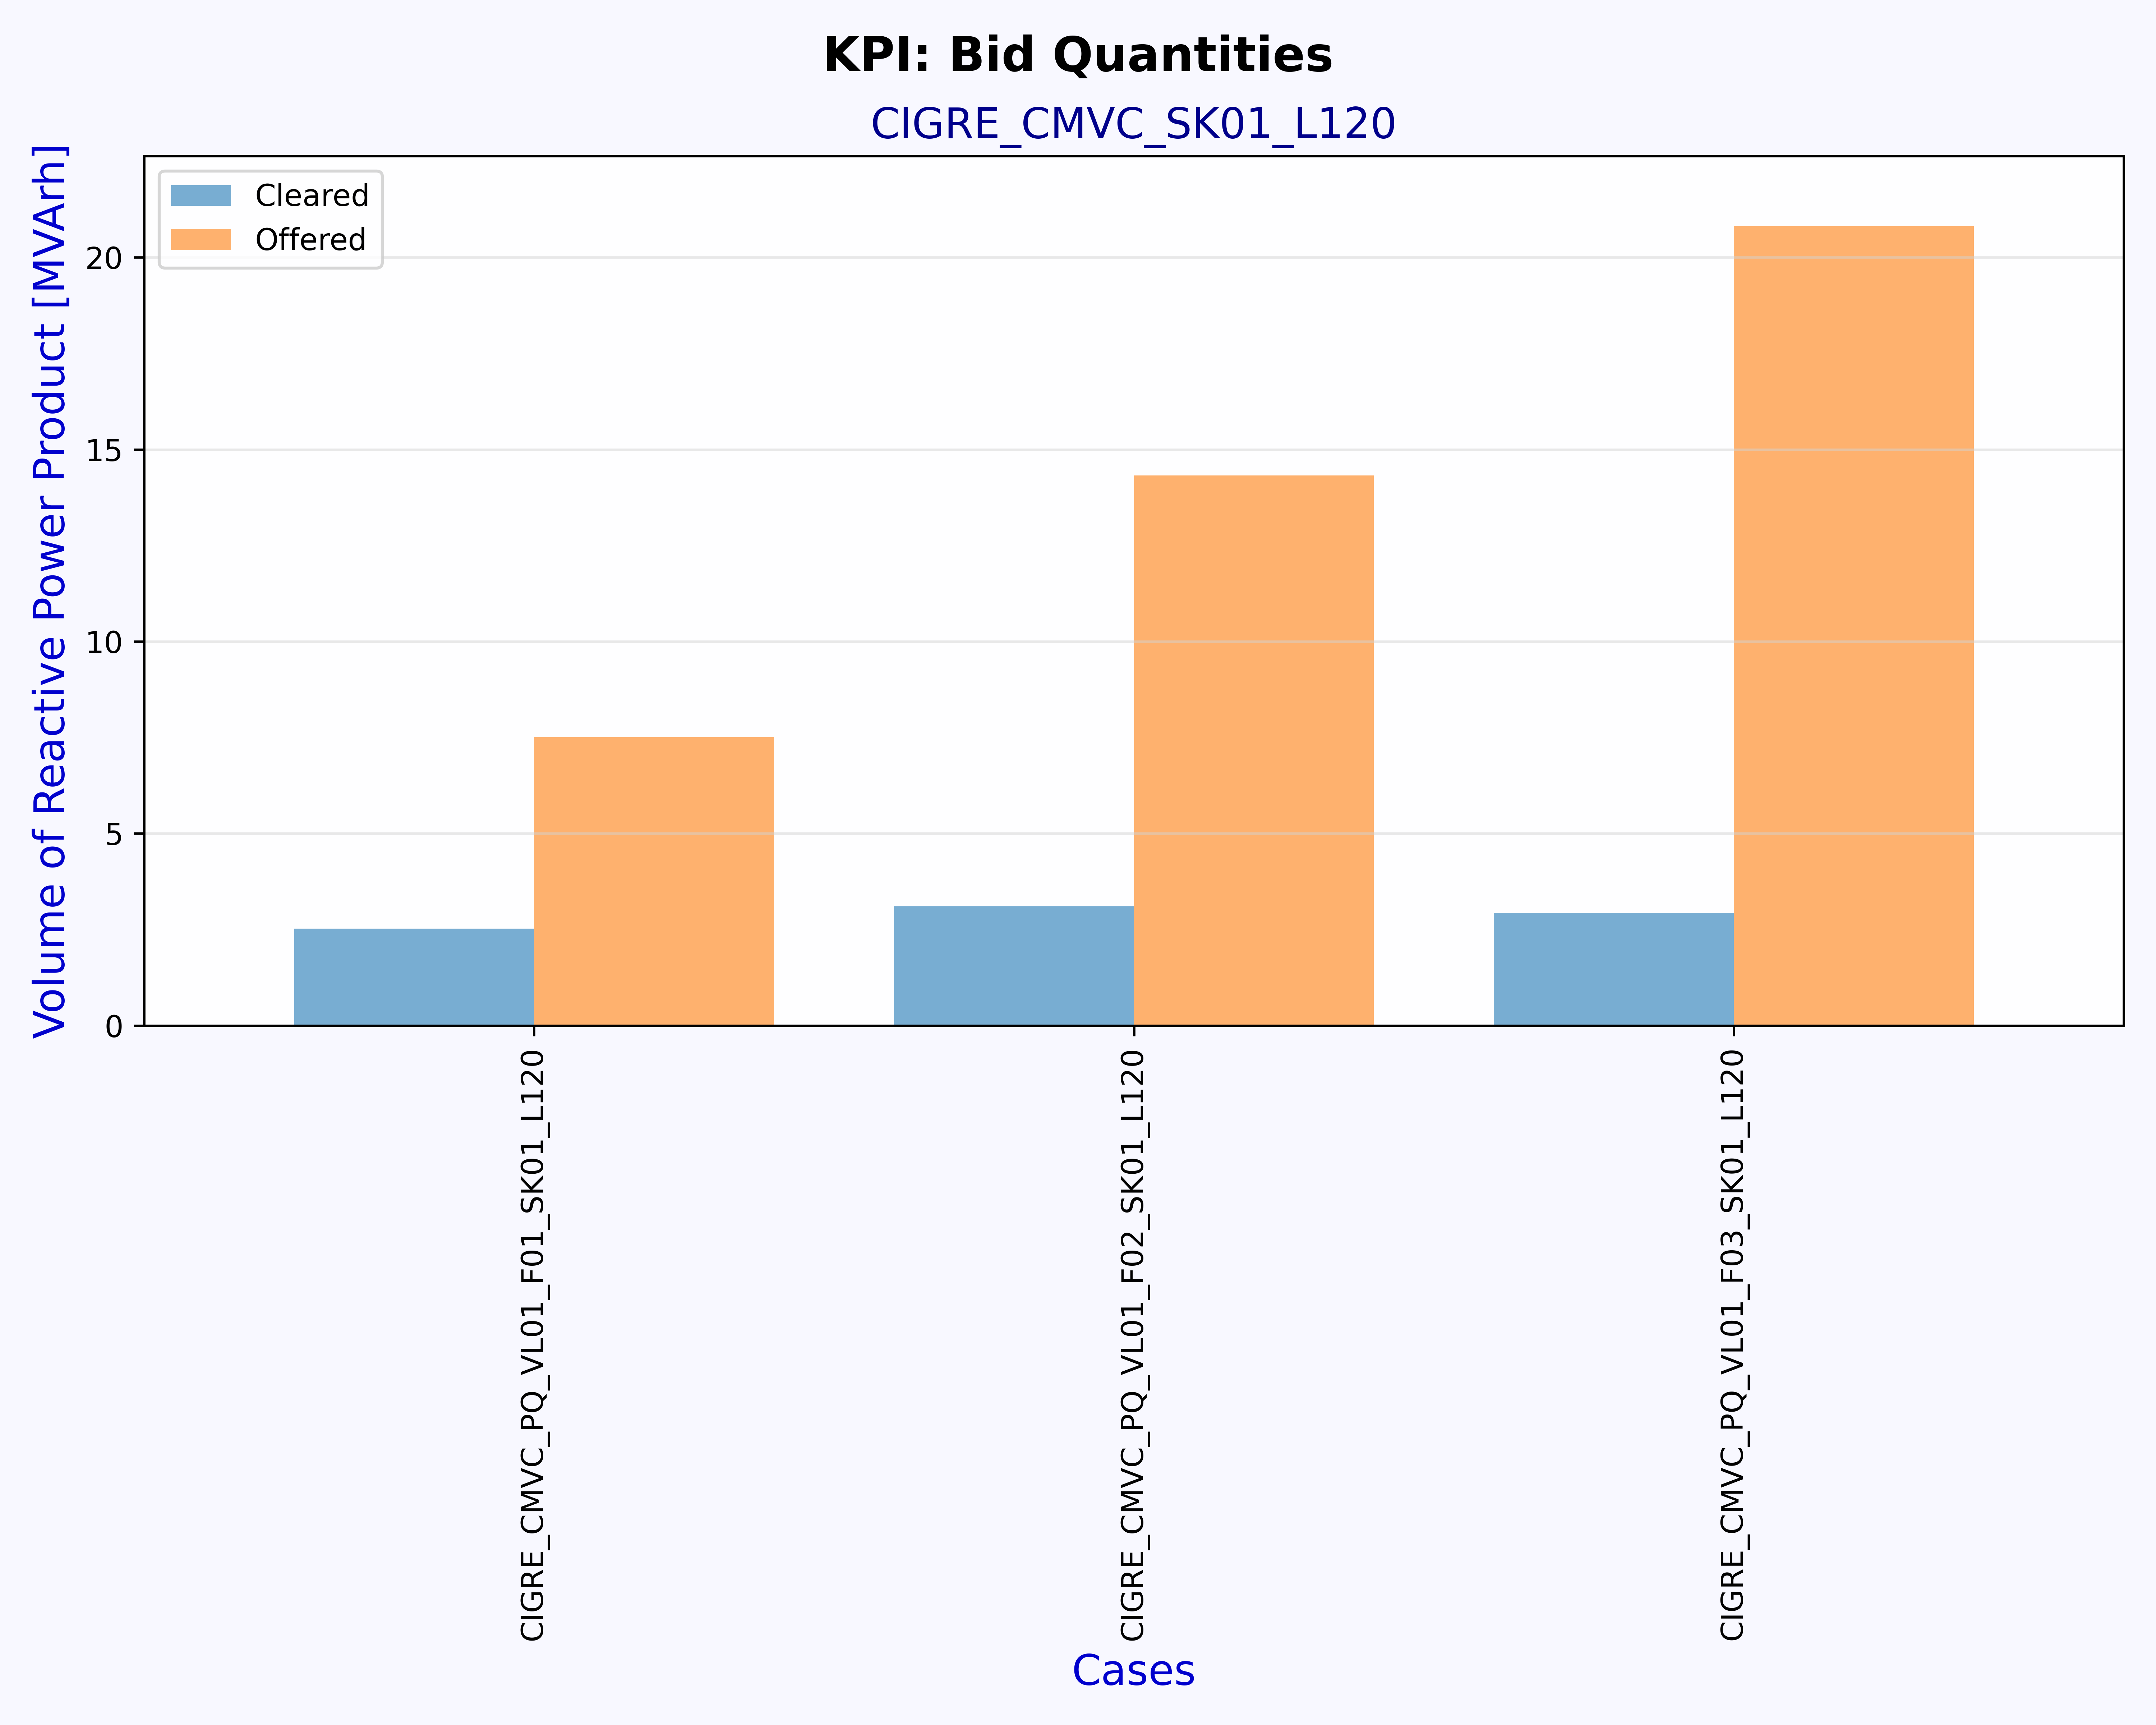 KPI: Bid Quantities
CIGRE_CMVC_SK01_L120
Volume of Reactive Power Product [MVArh]
Cleared
Offered
20
15
10
5
0
CIGRE_CMVC_PQ_VL01_F01_SK01_L120
CIGRE_CMVC_PQ_VL01_F02_SK01_L120
CIGRE_CMVC_PQ_VL01_F03_SK01_L120
Cases